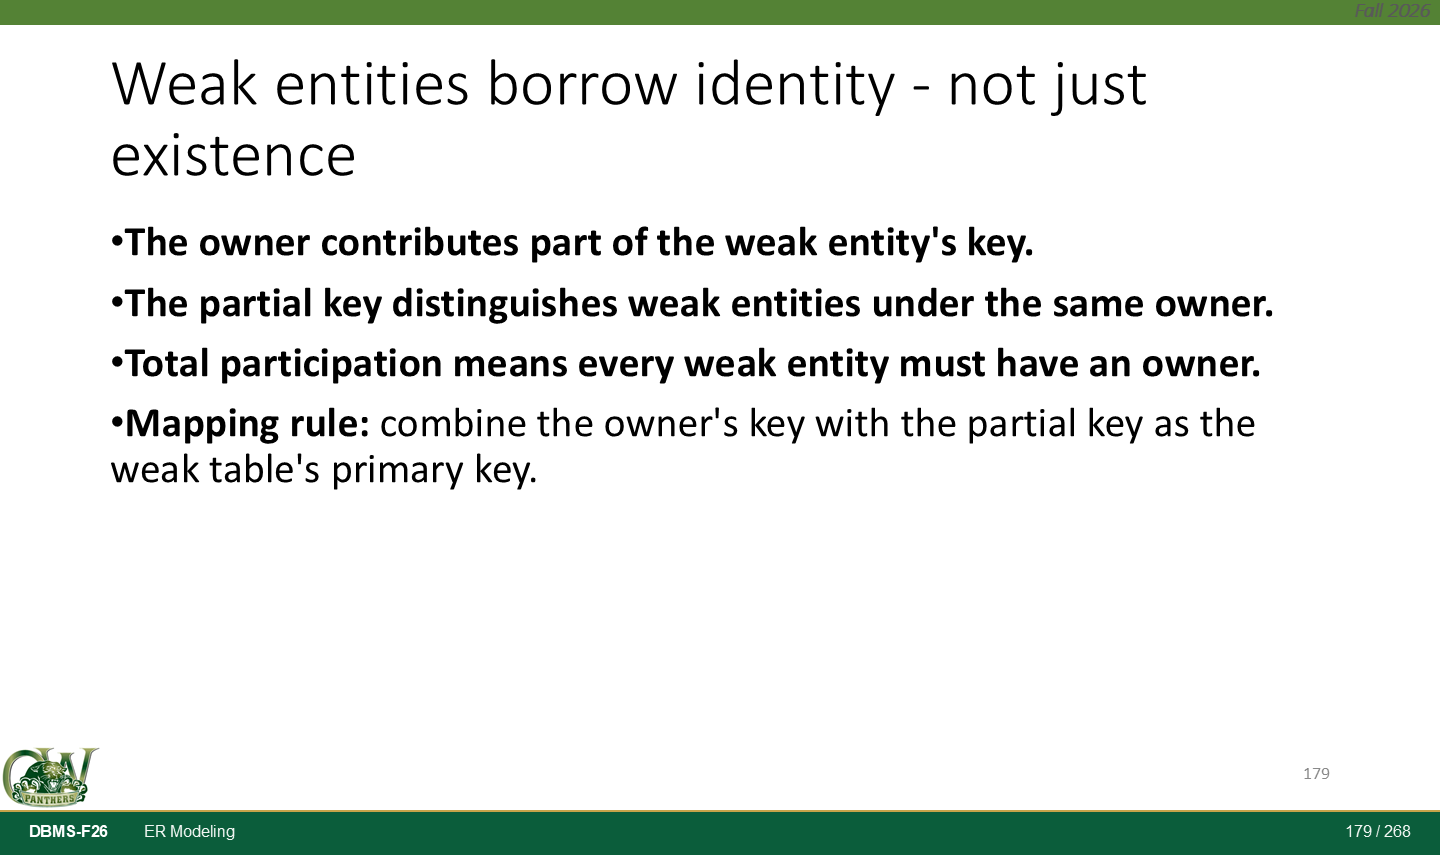 Fall 2026
Weak entities borrow identity - not just
existence
•The owner contributes part of the weak entity's key.
•The partial key distinguishes weak entities under the same owner.
•Total participation means every weak entity must have an owner.
•Mapping rule: combine the owner's key with the partial key as the
weak table's primary key.
OW
PANTHERS
179
DBMS-F26 ER Modeling 179 / 268